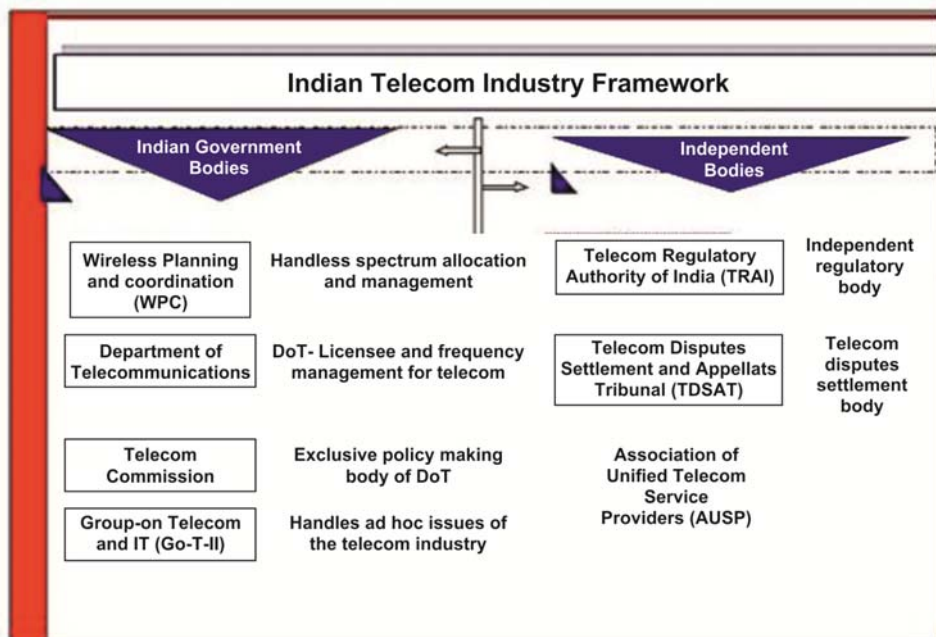 Indian Telecom Industry Framework
Indian Government
Bodies
Independent
Bodies
Wireless Planning
and coordination
(WPC)
Handless spectrum allocation
and management
Telecom Regulatory
Authority of India (TRAI)
Independent
regulatory
body
Department of
Telecommunications
DoT- Licensee and frequency
management for telecom
Telecom Disputes
Settlement and Appellats
Tribunal (TDSAT)
Telecom
disputes
settlement
body
Telecom
Commission
Exclusive policy making
body of DoT
Association of
Unified Telecom
Service
Providers (AUSP)
Group-on Telecom
and IT (Go-T-II)
Handles ad hoc issues of
the telecom industry